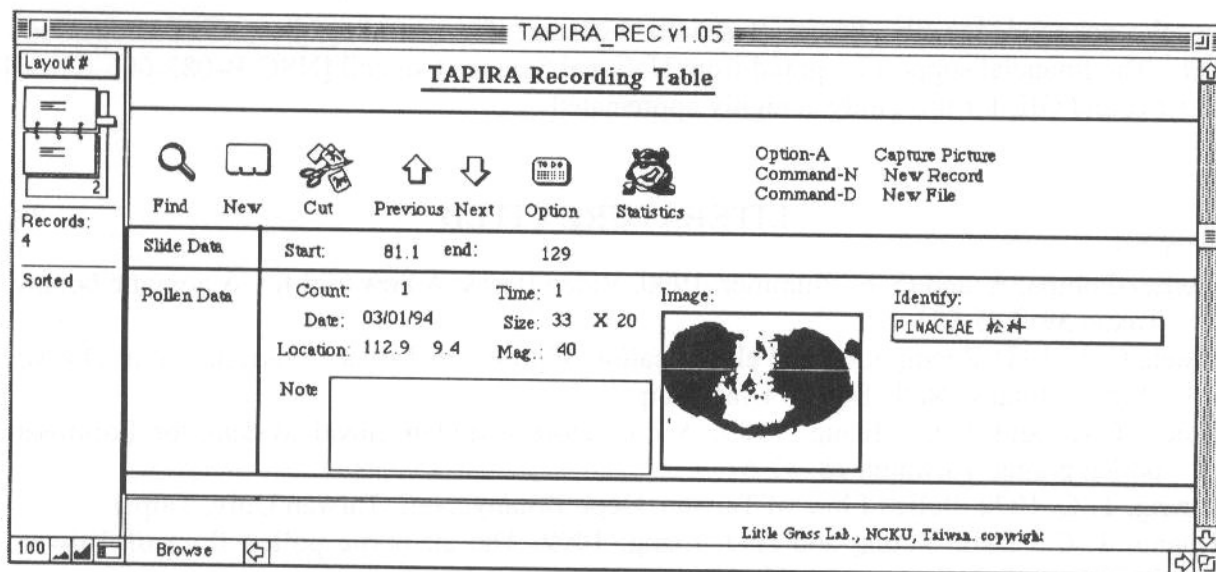 TAPIRA_REC v1.05
Layout #
TAPIRA Recording Table
2
Records:
4
Sorted
Find New Cut Previous Next Option Statistics
TO DO
Option-A Capture Picture
Command-N New Record
Command-D New File
Slide Data Start: 81.1 end: 129
Pollen Data Count: 1 Time: 1 Image: Identify:
Date: 03/01/94 Size: 33 X 20 PINACEAE 松科
Location: 112.9 9.4 Mag.: 40
Note
Little Grass Lab., NCKU, Taiwan. copyright
100 Browse